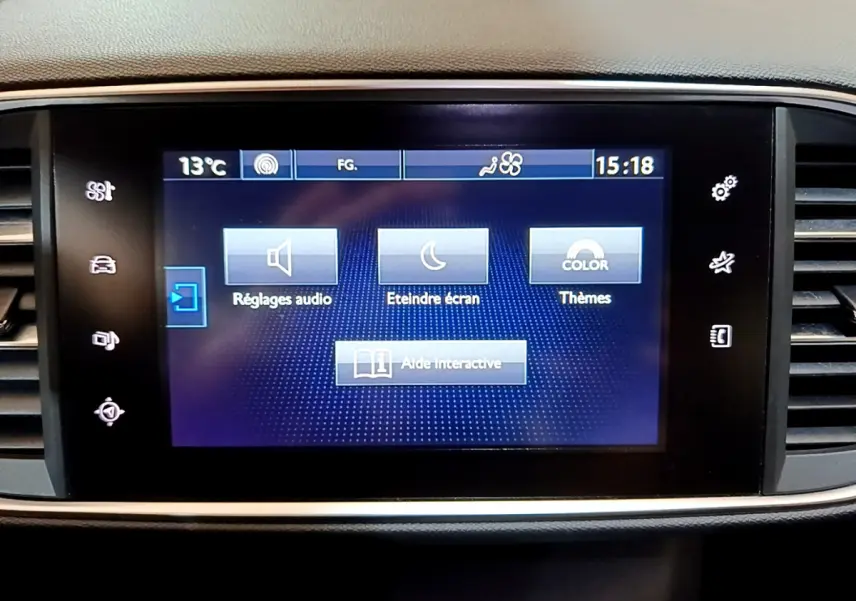 13°C
FG.
15:18
COLOR
Réglages audio
Eteindre écran
Thèmes
i Aide interactive